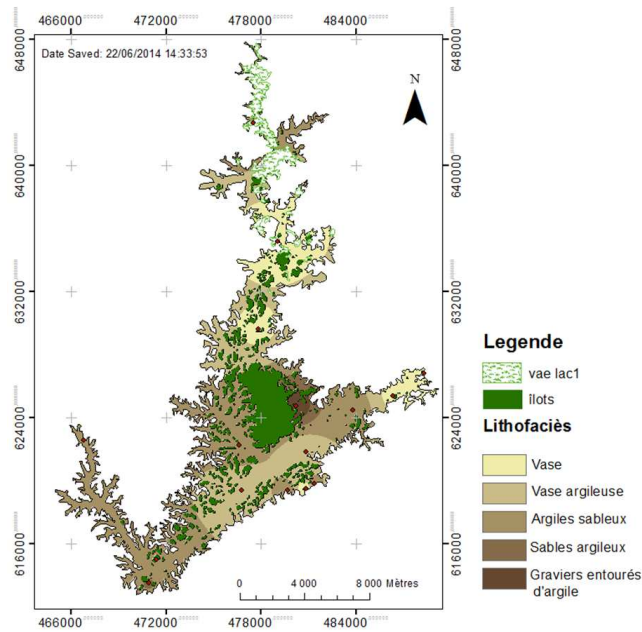 466000 472000 478000 484000
648000 648000
Date Saved: 22/06/2014 14:33:53
N
640000 640000
632000 632000
Legende
vae lac1
îlots
624000 624000
Lithofaciès
Vase
Vase argileuse
Argiles sableux
616000 616000
Sables argileux
0 4 000 8 000 Mètres
Graviers entourés
d'argile
466000 472000 478000 484000